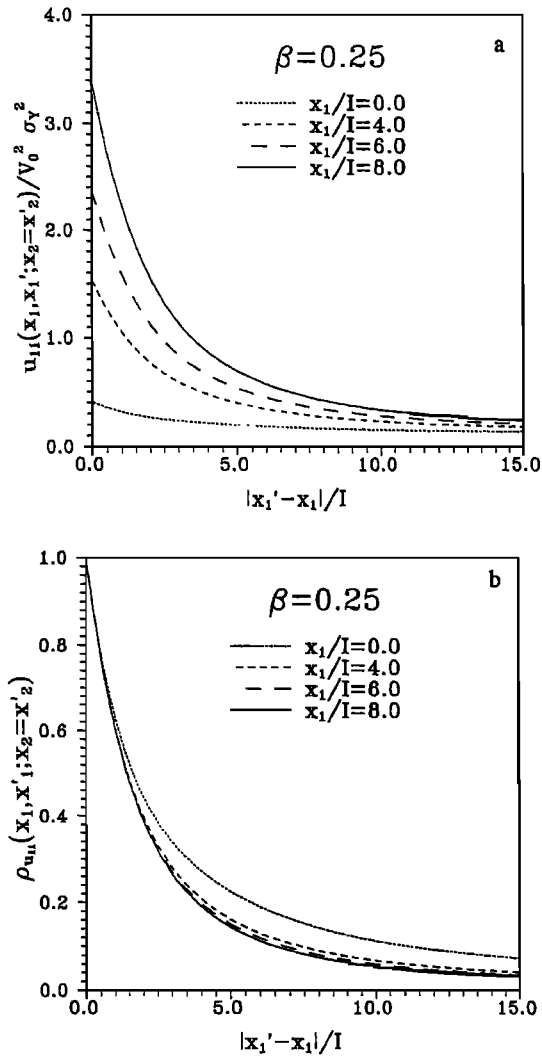 a
β=0.25
x₁/I=0.0
x₁/I=4.0
x₁/I=6.0
x₁/I=8.0
4.0
3.0
2.0
1.0
0.0
u₁₁(x₁,x₁';x₂=x'₂)/V₀² σ_Y²
0.0 5.0 10.0 15.0
|x₁'−x₁|/I
b
β=0.25
x₁/I=0.0
x₁/I=4.0
x₁/I=6.0
x₁/I=8.0
1.0
0.8
0.6
0.4
0.2
0.0
ρ_u₁₁(x₁,x'₁;x₂=x'₂)
0.0 5.0 10.0 15.0
|x₁'−x₁|/I